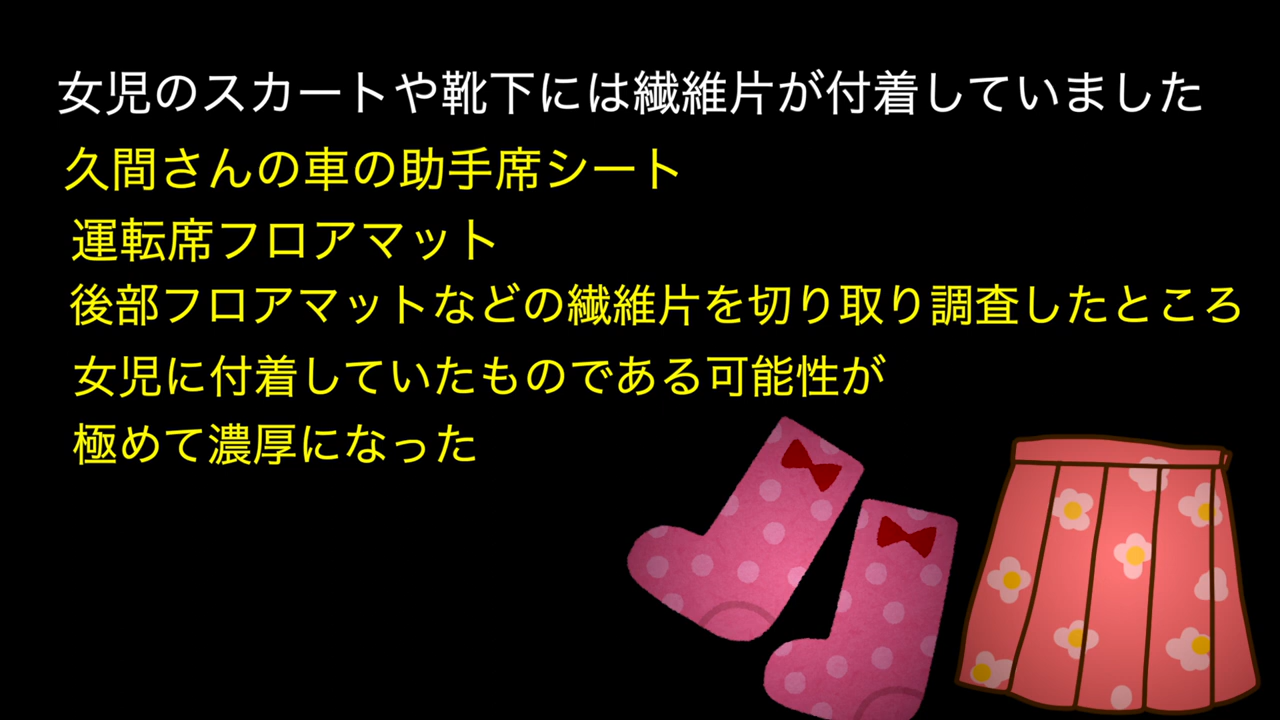 女児のスカートや靴下には繊維片が付着していました
久間さんの車の助手席シート
運転席フロアマット
後部フロアマットなどの繊維片を切り取り調査したところ
女児に付着していたものである可能性が
極めて濃厚になった